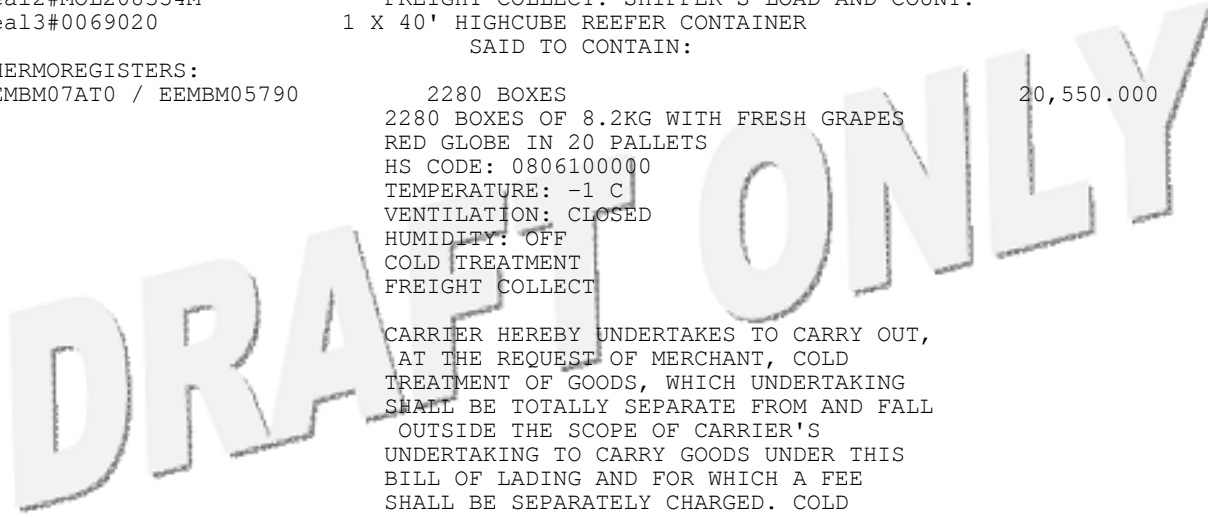 FREIGHT COLLECT. SHIPPER'S LOAD AND COUNT.
eal3#0069020 1 X 40' HIGHCUBE REEFER CONTAINER
SAID TO CONTAIN:
HERMOREGISTERS:
EMBM07AT0 / EEMBM05790 2280 BOXES 20,550.000
2280 BOXES OF 8.2KG WITH FRESH GRAPES
RED GLOBE IN 20 PALLETS
HS CODE: 0806100000
TEMPERATURE: -1 C
VENTILATION: CLOSED
HUMIDITY: OFF
COLD TREATMENT
FREIGHT COLLECT
CARRIER HEREBY UNDERTAKES TO CARRY OUT,
AT THE REQUEST OF MERCHANT, COLD
TREATMENT OF GOODS, WHICH UNDERTAKING
SHALL BE TOTALLY SEPARATE FROM AND FALL
OUTSIDE THE SCOPE OF CARRIER'S
UNDERTAKING TO CARRY GOODS UNDER THIS
BILL OF LADING AND FOR WHICH A FEE
SHALL BE SEPARATELY CHARGED. COLD
DRAFT ONLY